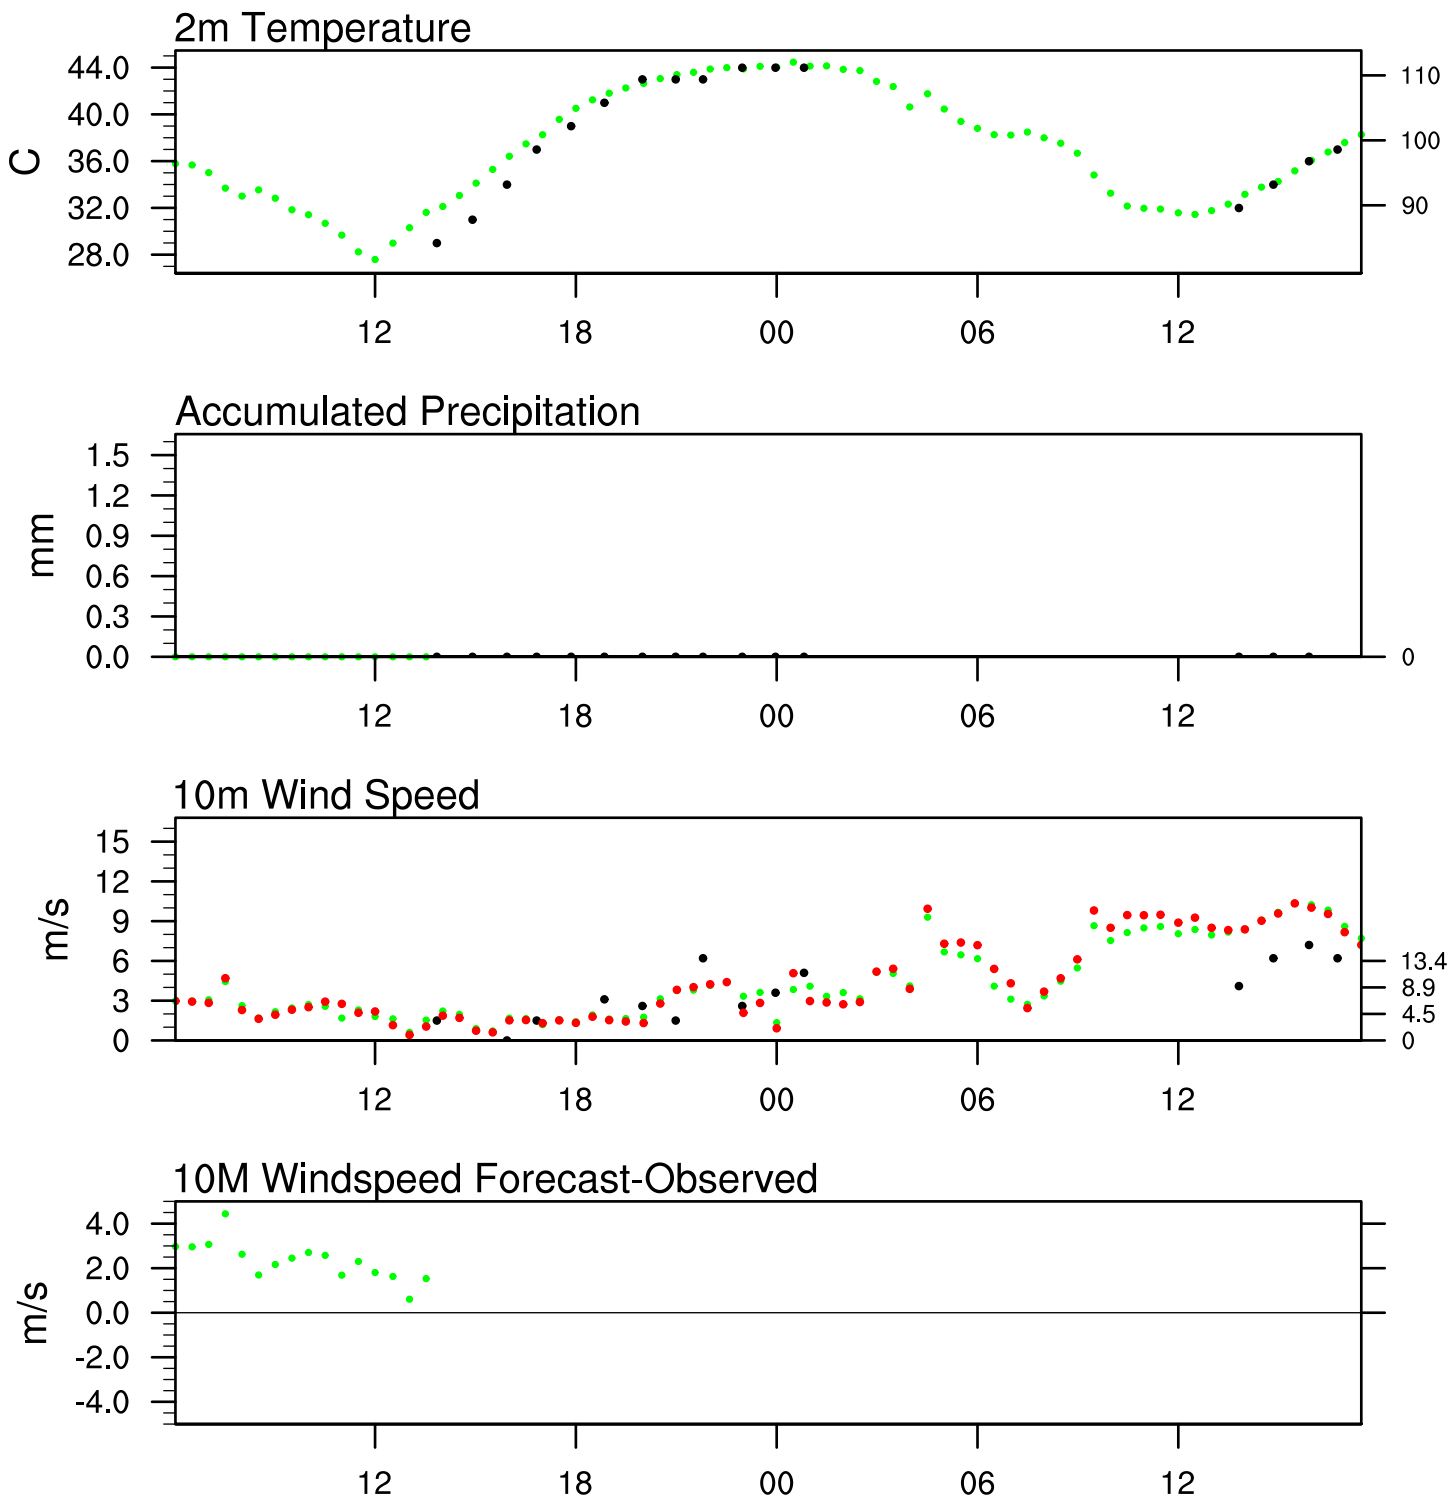 2m Temperature
44.0
40.0
36.0
32.0
28.0
C
110
100
90
12 18 00 06 12
Accumulated Precipitation
1.5
1.2
0.9
0.6
0.3
0.0
mm
0
12 18 00 06 12
10m Wind Speed
15
12
9
6
3
0
m/s
13.4
8.9
4.5
0
12 18 00 06 12
10M Windspeed Forecast-Observed
4.0
2.0
0.0
-2.0
-4.0
m/s
12 18 00 06 12